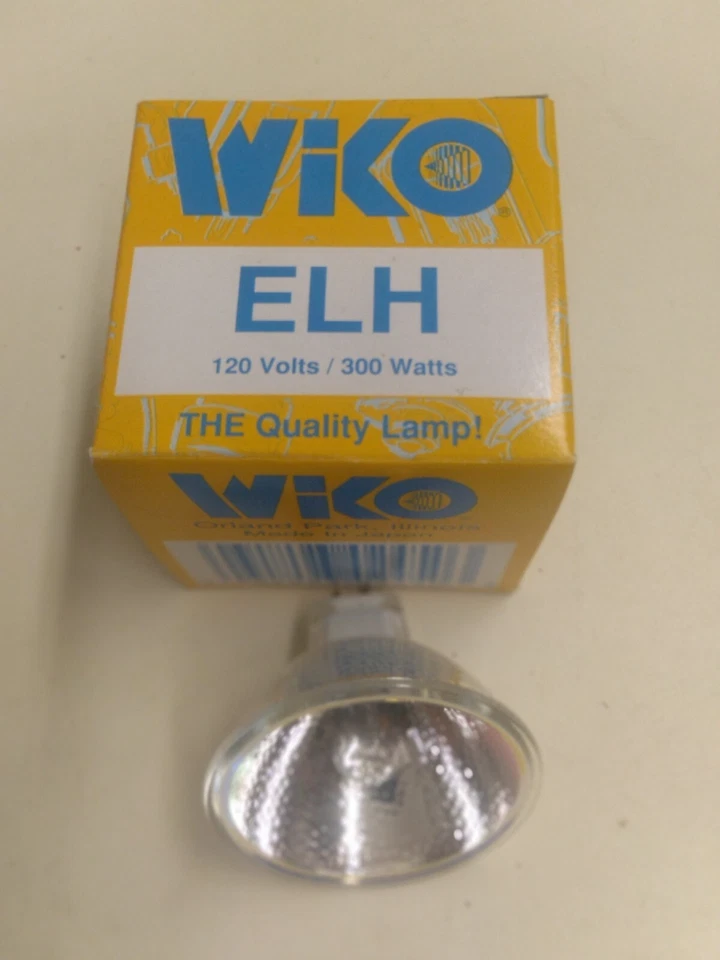 WIKO ®
ELH
120 Volts / 300 Watts
THE Quality Lamp!
WIKO
Orland Park, Illinois
Made In Japan